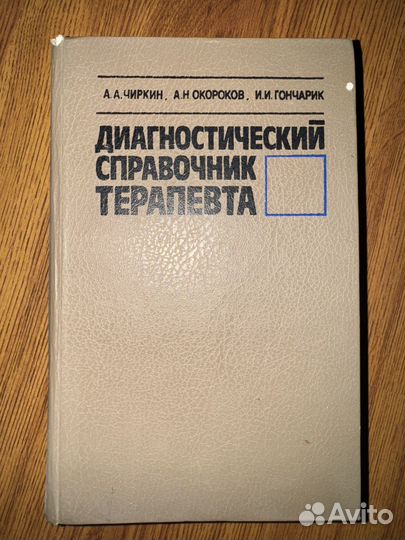 А.А.ЧИРКИН, А.Н.ОКОРОКОВ, И.И.ГОНЧАРИК
ДИАГНОСТИЧЕСКИЙ
СПРАВОЧНИК
ТЕРАПЕВТА
Avito